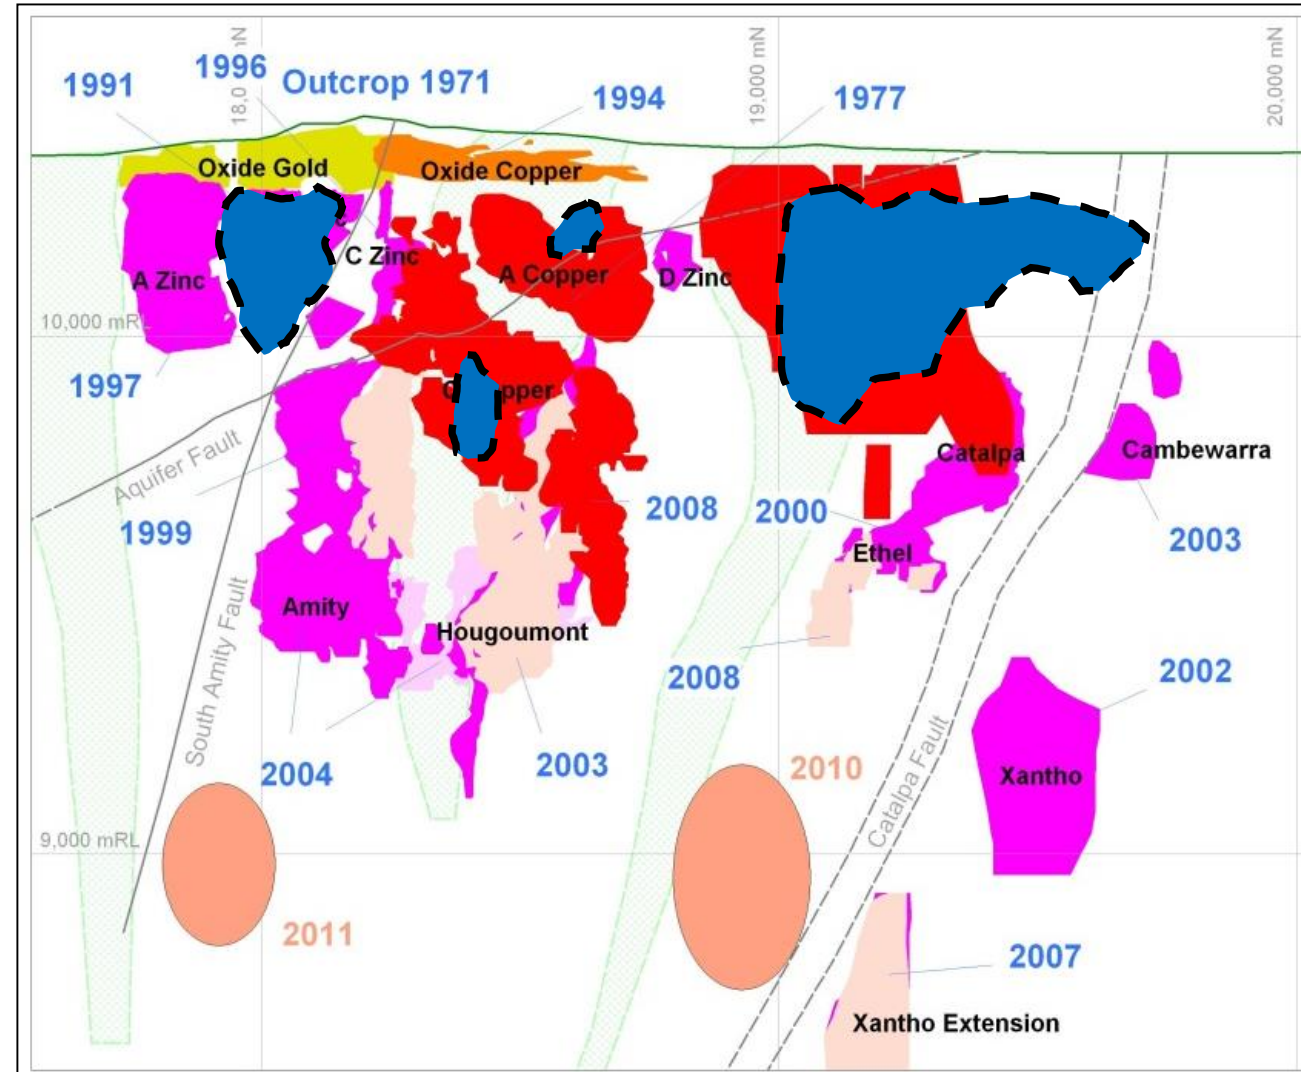 1991
1996
Outcrop 1971
1994
1977
19,000 mN
20,000 mN
Oxide Gold
Oxide Copper
C Zinc
A Copper
D Zinc
A Zinc
10,000 mRL
1997
Aquifer Fault
1999
Catalpa
Cambewarra
2008
2000
2003
Ethel
Amity
Hougoumont
South Amity Fault
2008
2002
2004
2003
2010
Xantho
Catalpa Fault
9,000 mRL
2011
2007
Xantho Extension